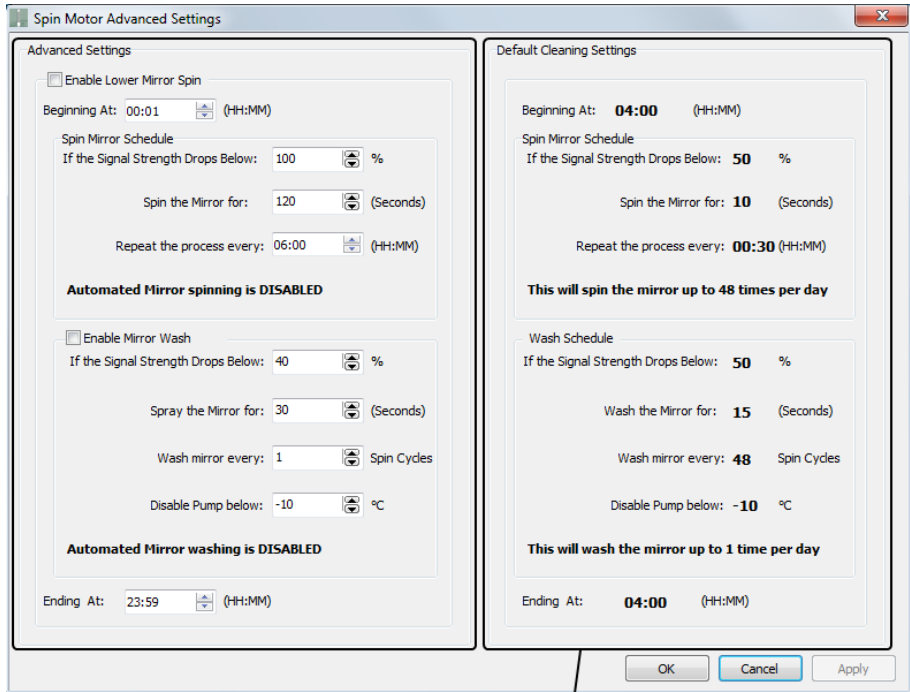 Spin Motor Advanced Settings
Advanced Settings
Enable Lower Mirror Spin
Beginning At: 00:01 (HH:MM)
Spin Mirror Schedule
If the Signal Strength Drops Below: 100 %
Spin the Mirror for: 120 (Seconds)
Repeat the process every: 06:00 (HH:MM)
Automated Mirror spinning is DISABLED
Enable Mirror Wash
If the Signal Strength Drops Below: 40 %
Spray the Mirror for: 30 (Seconds)
Wash mirror every: 1 Spin Cycles
Disable Pump below: -10 ºC
Automated Mirror washing is DISABLED
Ending At: 23:59 (HH:MM)
Default Cleaning Settings
Beginning At: 04:00 (HH:MM)
Spin Mirror Schedule
If the Signal Strength Drops Below: 50 %
Spin the Mirror for: 10 (Seconds)
Repeat the process every: 00:30 (HH:MM)
This will spin the mirror up to 48 times per day
Wash Schedule
If the Signal Strength Drops Below: 50 %
Wash the Mirror for: 15 (Seconds)
Wash mirror every: 48 Spin Cycles
Disable Pump below: -10 ºC
This will wash the mirror up to 1 time per day
Ending At: 04:00 (HH:MM)
OK Cancel Apply